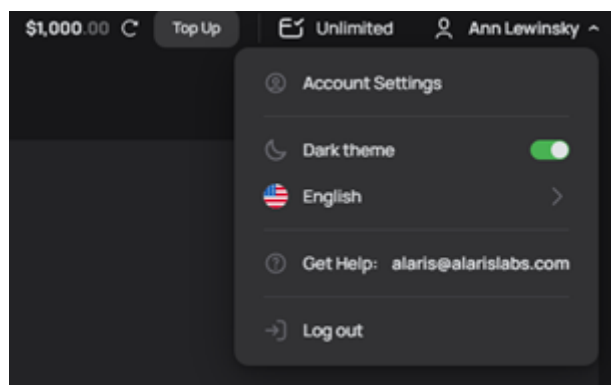 $1,000.00 Top Up Unlimited Ann Lewinsky
Account Settings
Dark theme
English
Get Help: alaris@alarislabs.com
Log out